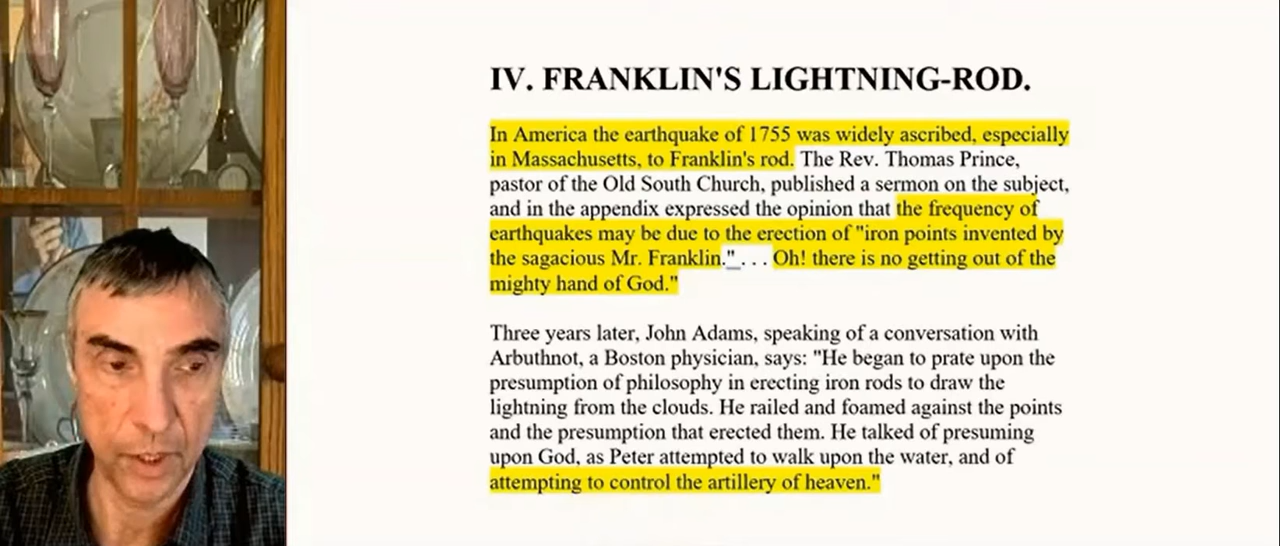 IV. FRANKLIN'S LIGHTNING-ROD.
In America the earthquake of 1755 was widely ascribed, especially
in Massachusetts, to Franklin's rod. The Rev. Thomas Prince,
pastor of the Old South Church, published a sermon on the subject,
and in the appendix expressed the opinion that the frequency of
earthquakes may be due to the erection of "iron points invented by
the sagacious Mr. Franklin." . . . Oh! there is no getting out of the
mighty hand of God."
Three years later, John Adams, speaking of a conversation with
Arbuthnot, a Boston physician, says: "He began to prate upon the
presumption of philosophy in erecting iron rods to draw the
lightning from the clouds. He railed and foamed against the points
and the presumption that erected them. He talked of presuming
upon God, as Peter attempted to walk upon the water, and of
attempting to control the artillery of heaven."